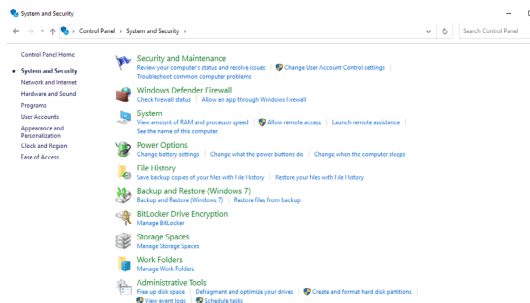 System and Security
Control Panel > System and Security >
Search Control Panel
Control Panel Home
System and Security
Network and Internet
Hardware and Sound
Programs
User Accounts
Appearance and
Personalization
Clock and Region
Ease of Access
Security and Maintenance
Review your computer's status and resolve issues | Change User Account Control settings |
Troubleshoot common computer problems
Windows Defender Firewall
Check firewall status | Allow an app through Windows Firewall
System
View amount of RAM and processor speed | Allow remote access | Launch remote assistance |
See the name of this computer
Power Options
Change battery settings | Change what the power buttons do | Change when the computer sleeps
File History
Save backup copies of your files with File History | Restore your files with File History
Backup and Restore (Windows 7)
Backup and Restore (Windows 7) | Restore files from backup
BitLocker Drive Encryption
Manage BitLocker
Storage Spaces
Manage Storage Spaces
Work Folders
Manage Work Folders
Administrative Tools
Free up disk space | Defragment and optimize your drives | Create and format hard disk partitions |
View event logs | Schedule tasks